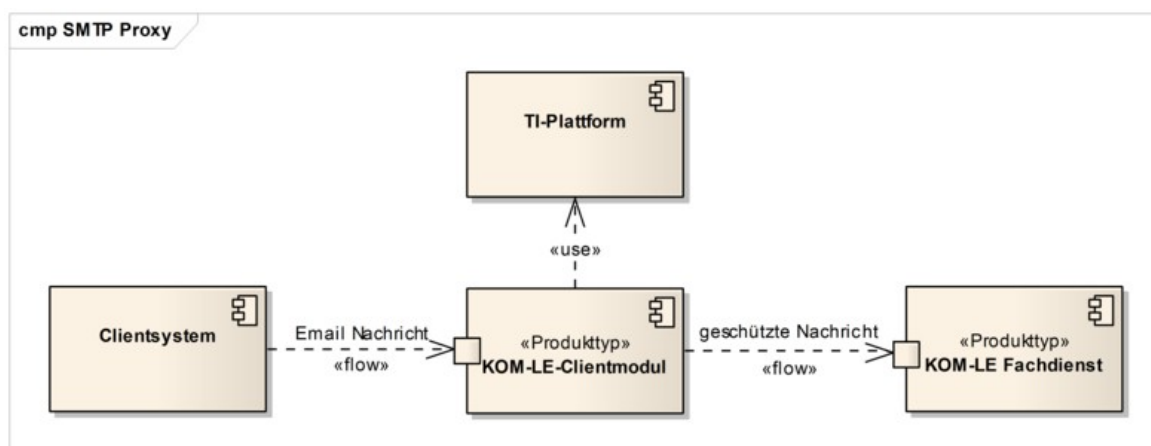 cmp SMTP Proxy
TI-Plattform
«use»
Clientsystem
Email Nachricht
«flow»
«Produkttyp»
KOM-LE-Clientmodul
geschützte Nachricht
«flow»
«Produkttyp»
KOM-LE Fachdienst